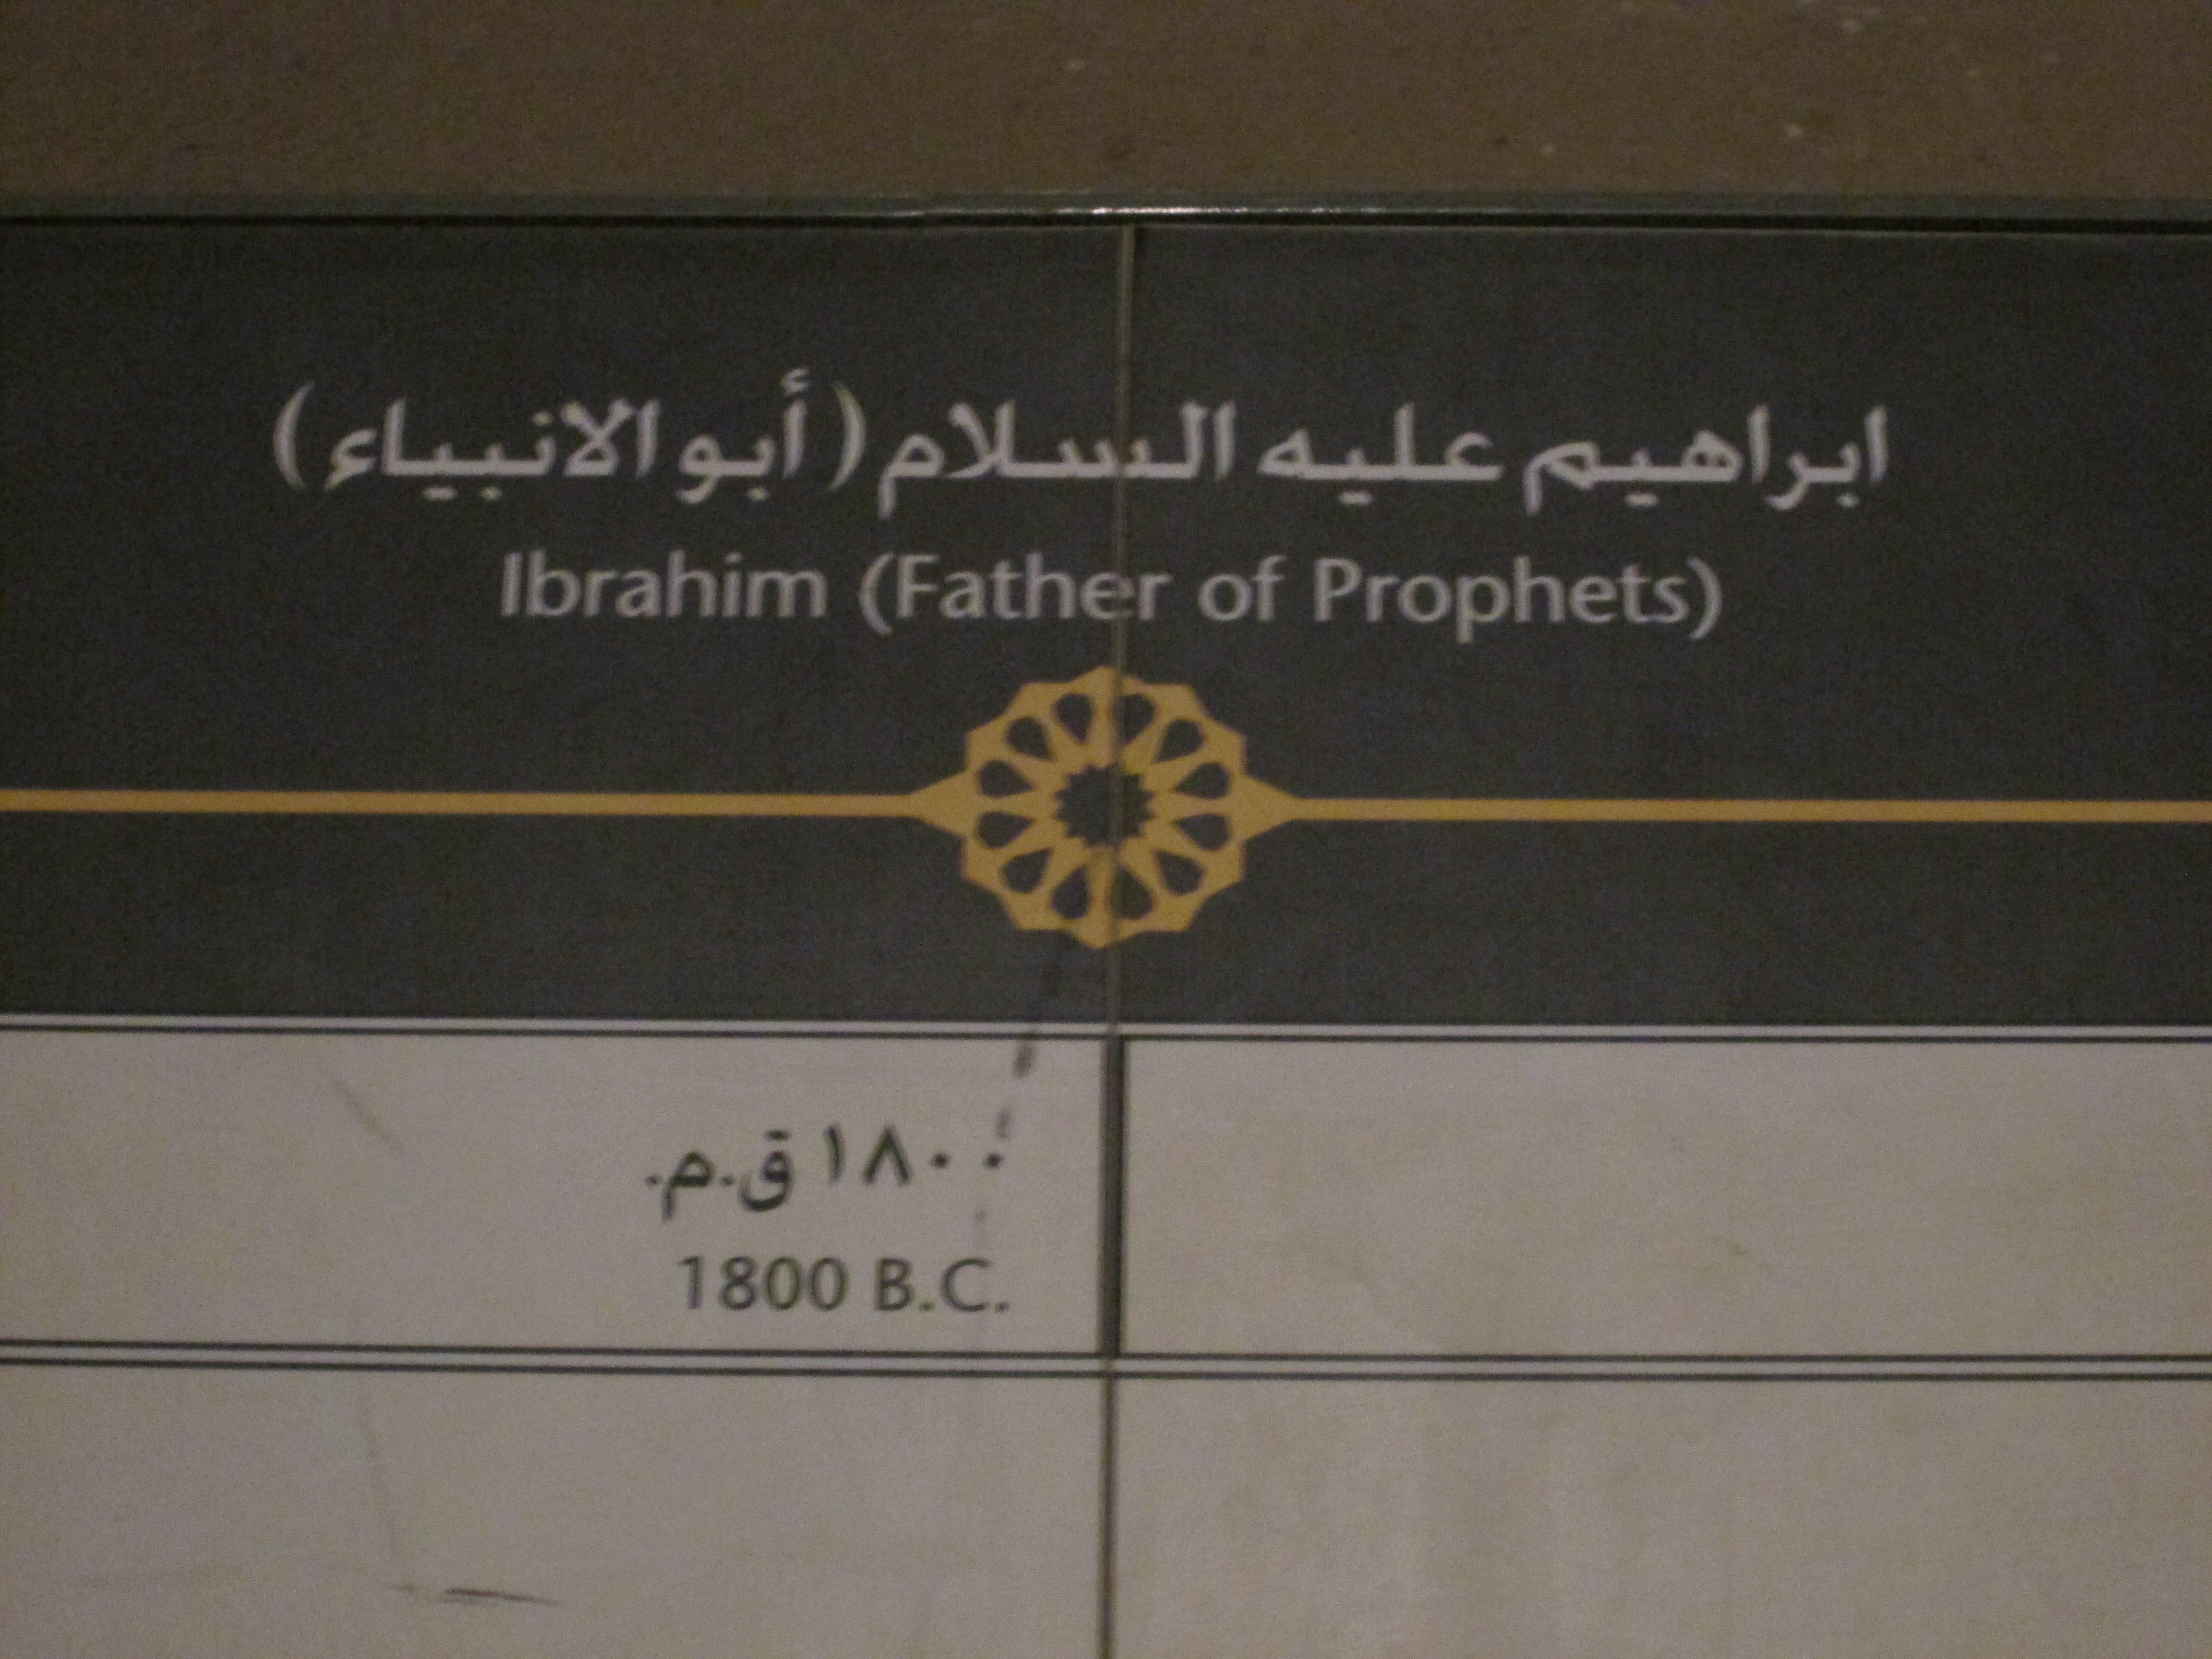 ابراهيم عليه السلام (أبو الانبياء)
Ibrahim (Father of Prophets)
١٨٠٠ ق.م.
1800 B.C.